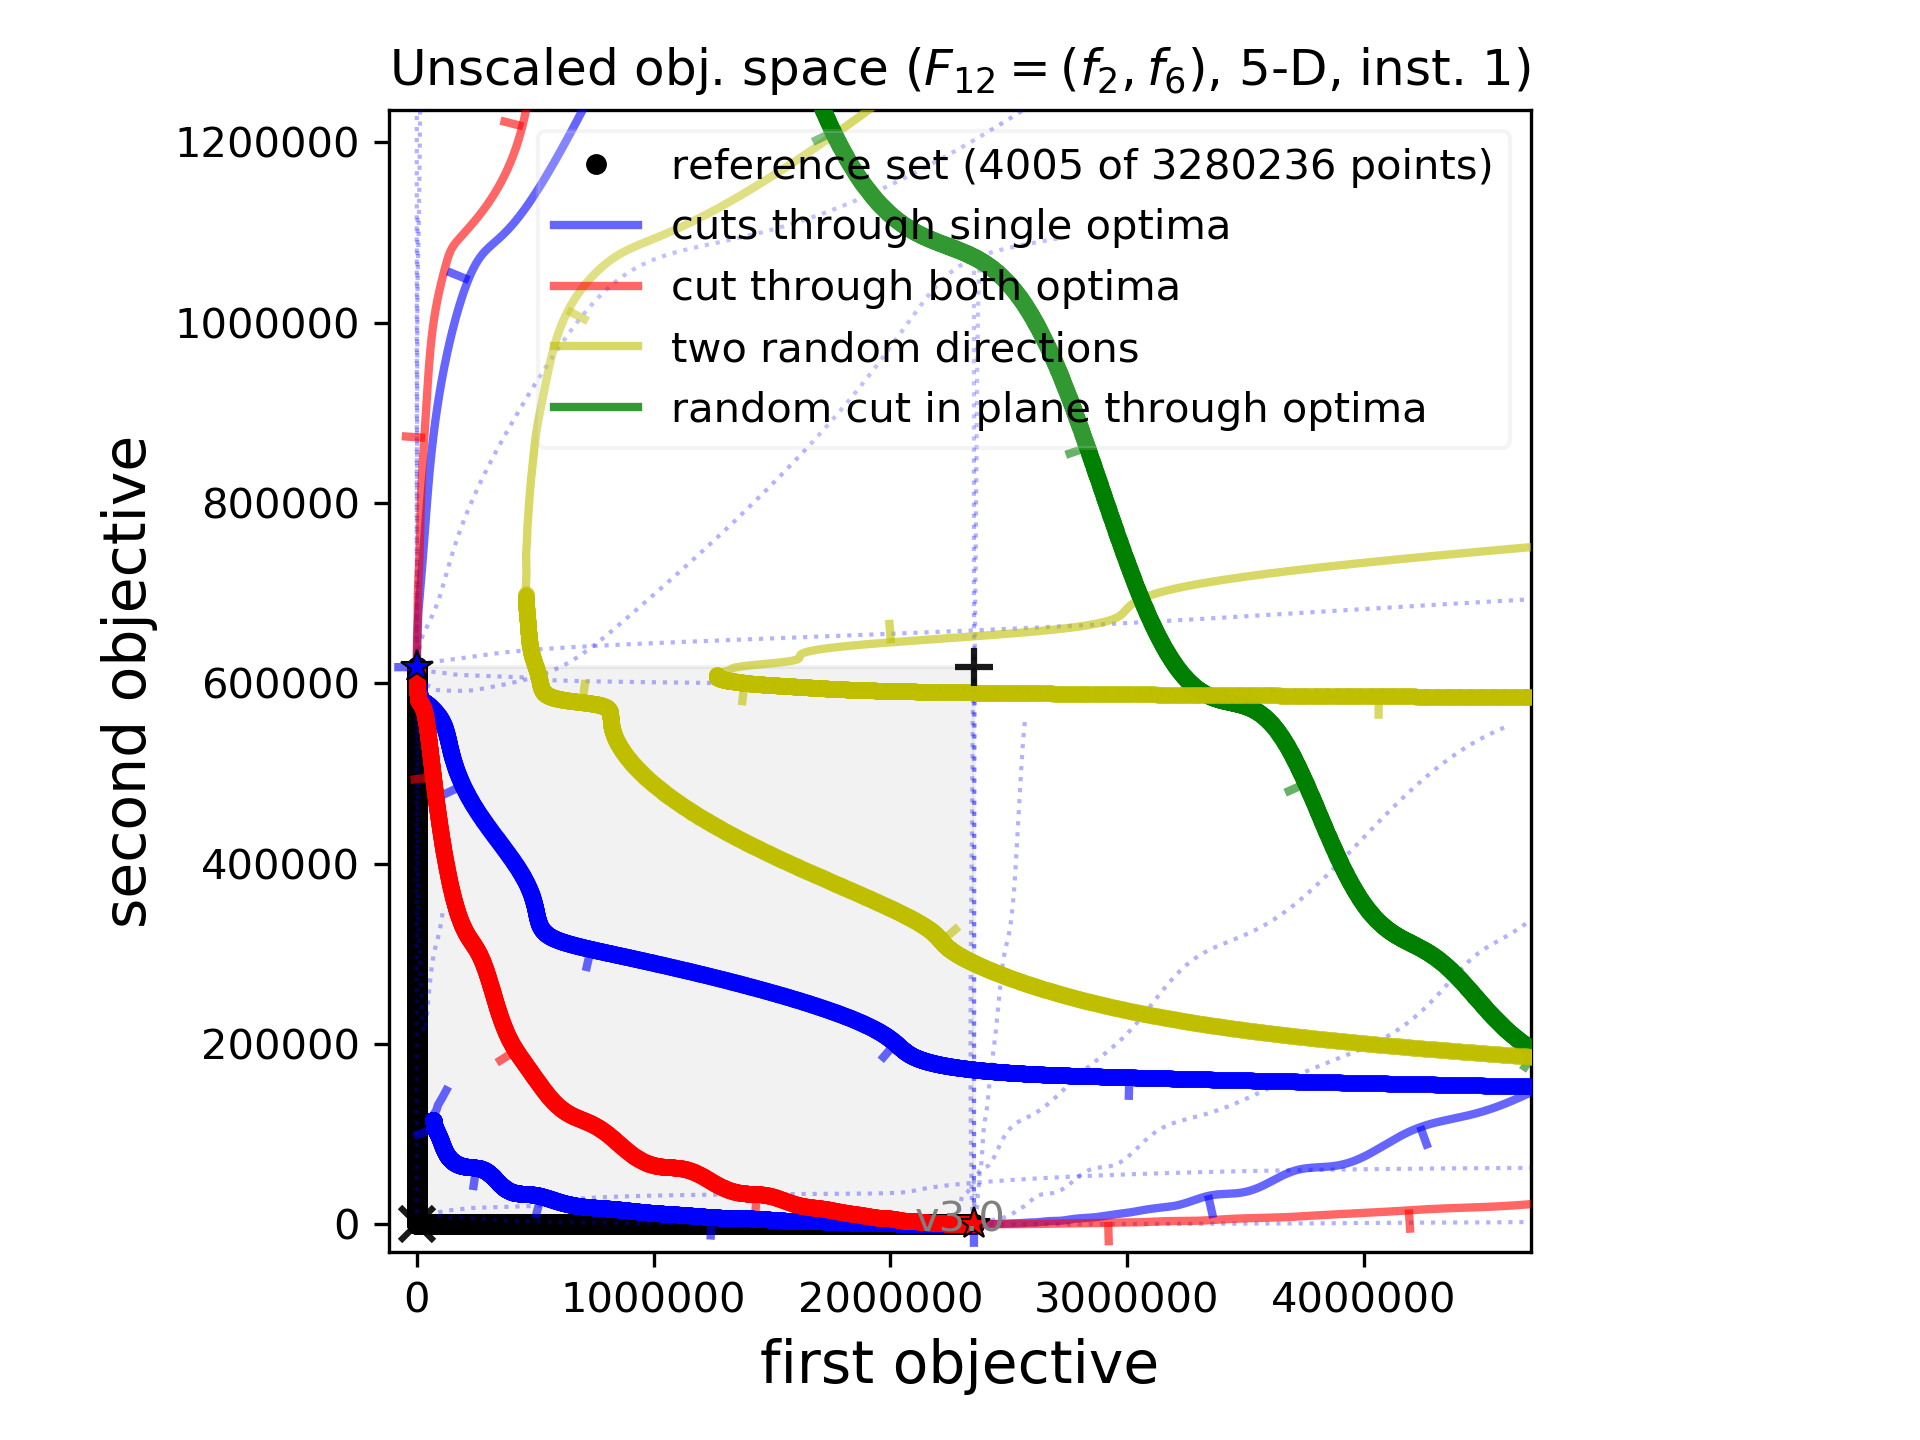 Unscaled obj. space (F₁₂ = (f₂, f₆), 5-D, inst. 1)
reference set (4005 of 3280236 points)
cuts through single optima
cut through both optima
two random directions
random cut in plane through optima
second objective
1200000
1000000
800000
600000
400000
200000
0
v3.0
0
1000000
2000000
3000000
4000000
first objective